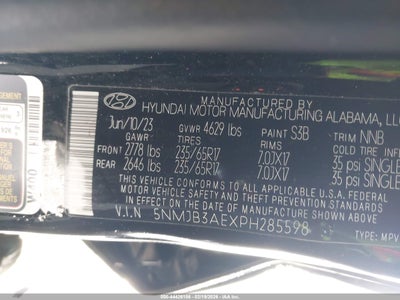 MANUFACTURED BY
HYUNDAI MOTOR MANUFACTURING ALABAMA, LLC
Jun/10/23 GVWR 4629 lbs PAINT S3B TRIM NNB
GAWR TIRES RIMS COLD TIRE
FRONT 2778 lbs 235/65R17 7.0JX17 35 psi SINGLE
REAR 2646 lbs 235/65R17 7.0JX17 35 psi SINGLE
THIS VEHICLE CONFORMS TO ALL APPLICABLE U.S.
FEDERAL MOTOR VEHICLE SAFETY, BUMPER, AND
THEFT PREVENTION STANDARDS IN EFFECT ON THE
DATE OF MANUFACTURE SHOWN ABOVE.
V.I.N 5NMJB3AEXPH285598 TYPE: MPV